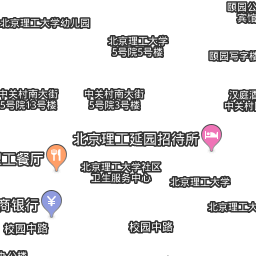 颐园公
宾馆
北京理工大学幼儿园
北京理工大学
5号院5号楼
颐园写字楼
中关村南大街
5号院13号楼
中关村南大街
5号院3号楼
汉庭酒
中关村
北京理工延园招待所
工餐厅
北京理工大学社区
卫生服务中心
北京理工大学
商银行
北京理工大
校园中路
校园中路
办公楼